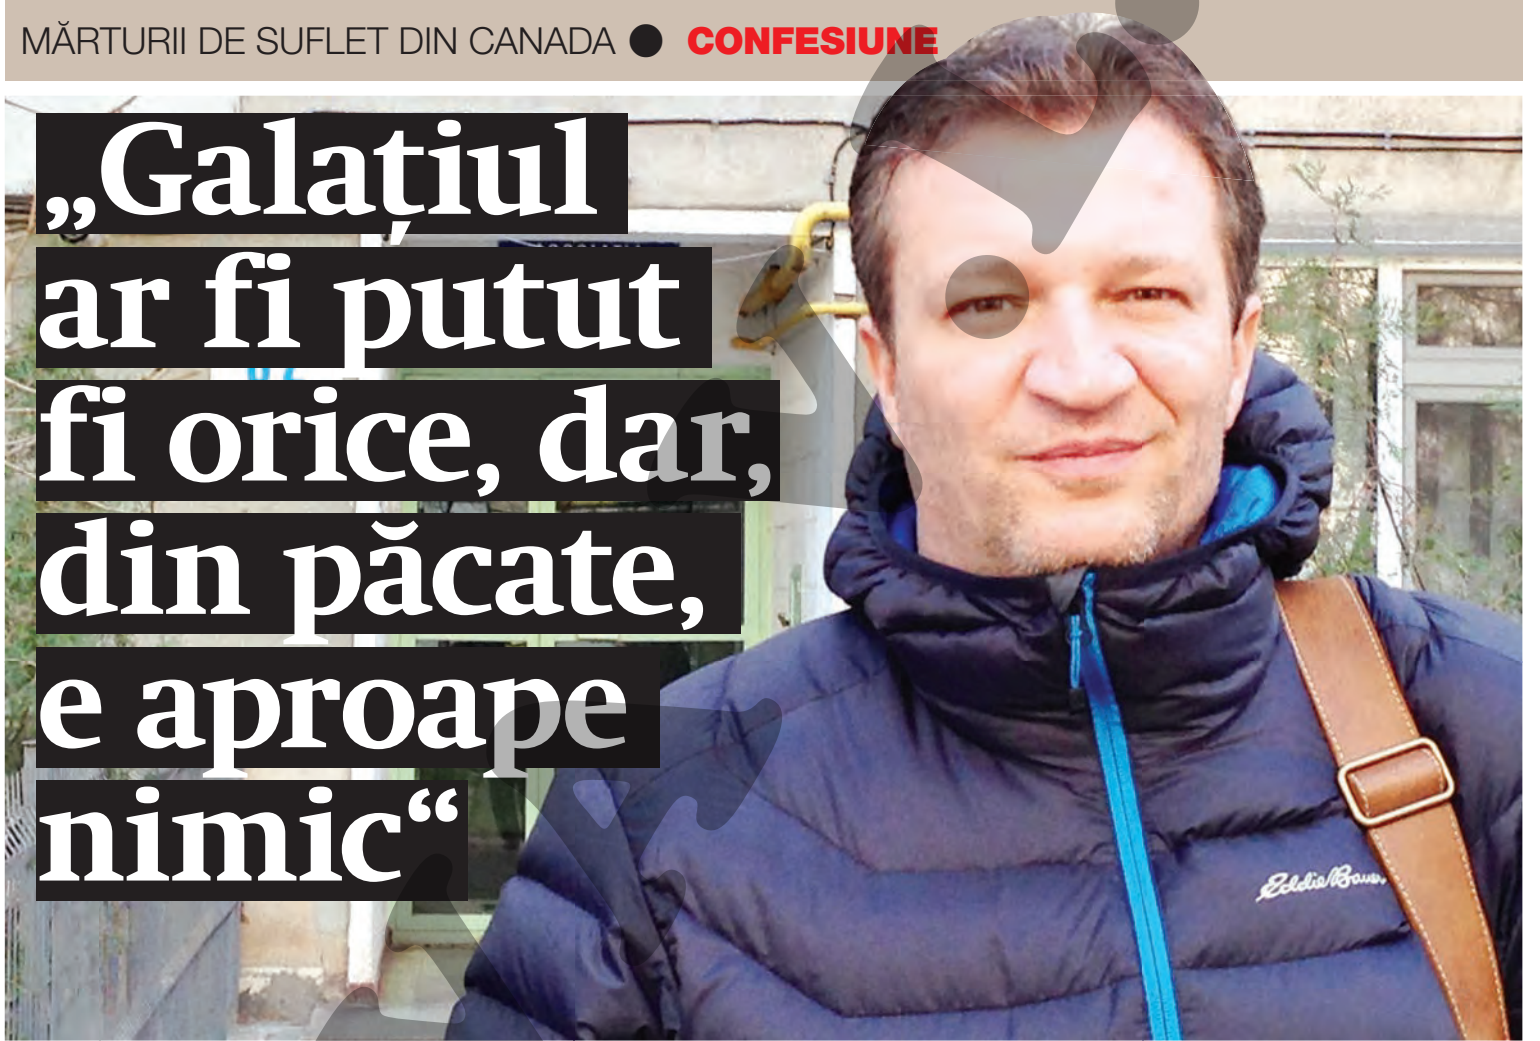 MĂRTURII DE SUFLET DIN CANADA ● CONFESIUNE
„Galațiul
ar fi putut
fi orice, dar,
din păcate,
e aproape
nimic“
Eddie Bauer